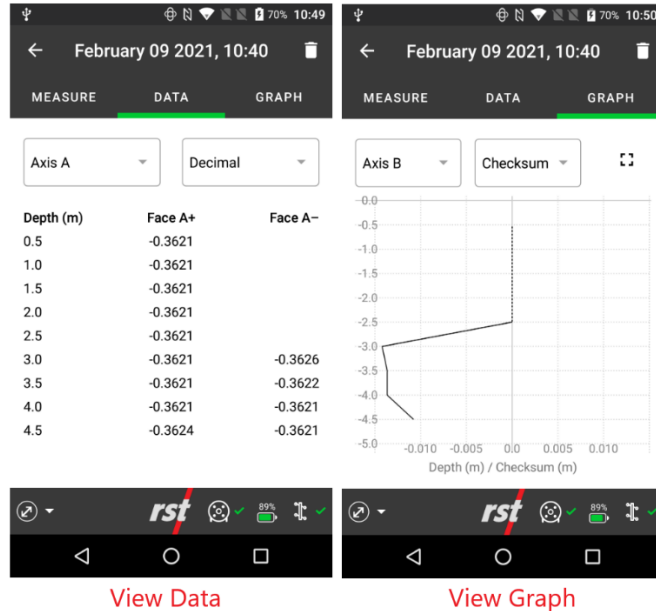 70% 10:49
February 09 2021, 10:40
MEASURE DATA GRAPH
Axis A Decimal
Depth (m) Face A+ Face A−
0.5 -0.3621
1.0 -0.3621
1.5 -0.3621
2.0 -0.3621
2.5 -0.3621
3.0 -0.3621 -0.3626
3.5 -0.3621 -0.3622
4.0 -0.3621 -0.3621
4.5 -0.3624 -0.3621
rst 89%
View Data
70% 10:50
February 09 2021, 10:40
MEASURE DATA GRAPH
Axis B Checksum
-0.0
-0.5
-1.0
-1.5
-2.0
-2.5
-3.0
-3.5
-4.0
-4.5
-5.0
-0.010 -0.005 0.0 0.005 0.010
Depth (m) / Checksum (m)
rst 89%
View Graph